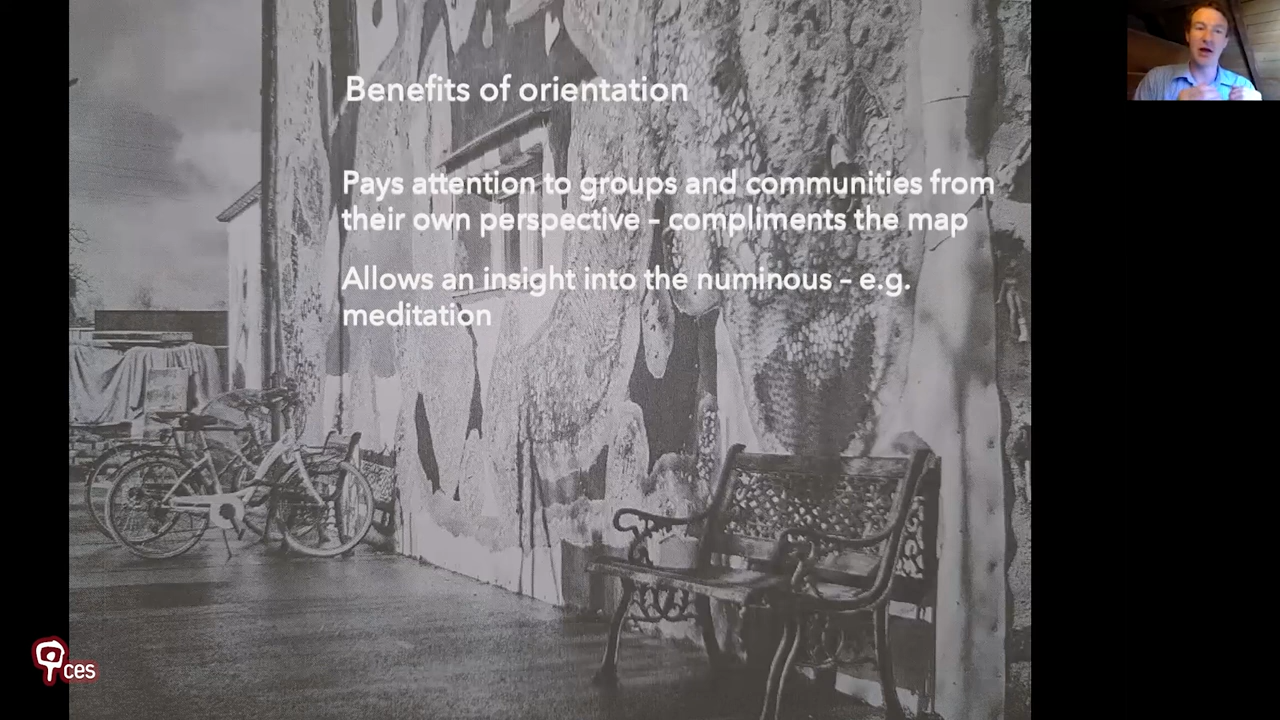 Benefits of orientation
Pays attention to groups and communities from
their own perspective – compliments the map
Allows an insight into the numinous – e.g.
meditation
ces